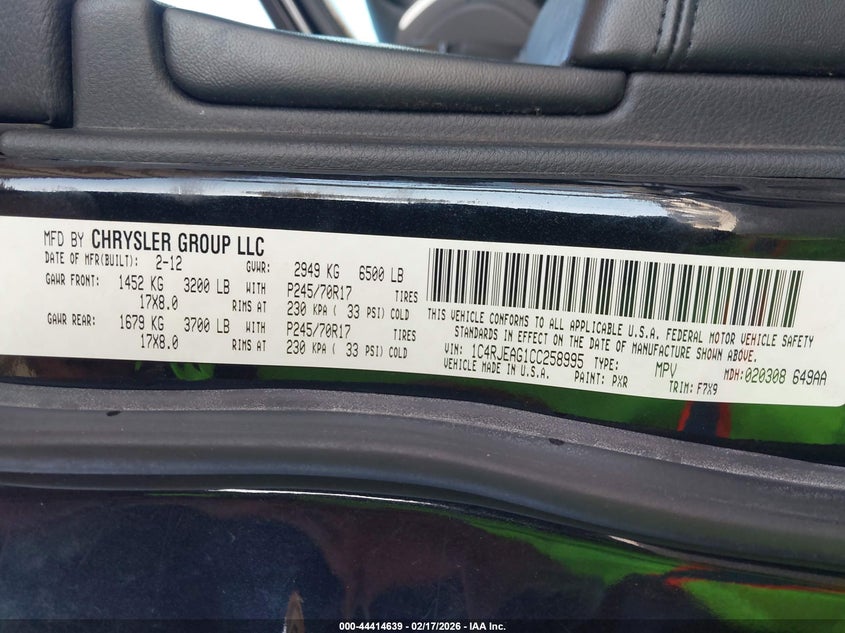 MFD BY CHRYSLER GROUP LLC
DATE OF MFR(BUILT): 2-12 GVWR: 2949 KG 6500 LB
GAWR FRONT: 1452 KG 3200 LB WITH P245/70R17 TIRES
17X8.0 RIMS AT 230 KPA ( 33 PSI) COLD
GAWR REAR: 1679 KG 3700 LB WITH P245/70R17 TIRES
17X8.0 RIMS AT 230 KPA ( 33 PSI) COLD
THIS VEHICLE CONFORMS TO ALL APPLICABLE U.S.A. FEDERAL MOTOR VEHICLE SAFETY
STANDARDS IN EFFECT ON THE DATE OF MANUFACTURE SHOWN ABOVE.
VIN: 1C4RJEAG1CC258995 TYPE: MPV MDH:020308 649AA
VEHICLE MADE IN U.S.A. PAINT: PXR TRIM: F7X9
000-44414639 - 02/17/2026 - IAA Inc.